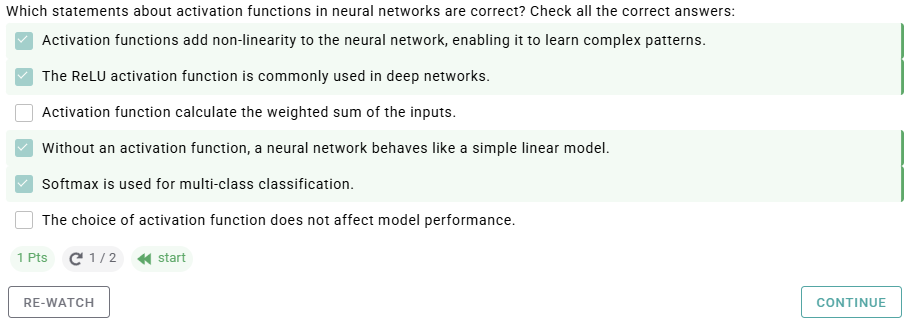 Which statements about activation functions in neural networks are correct? Check all the correct answers:
Activation functions add non-linearity to the neural network, enabling it to learn complex patterns.
The ReLU activation function is commonly used in deep networks.
Activation function calculate the weighted sum of the inputs.
Without an activation function, a neural network behaves like a simple linear model.
Softmax is used for multi-class classification.
The choice of activation function does not affect model performance.
1 Pts 1 / 2 start
RE-WATCH CONTINUE